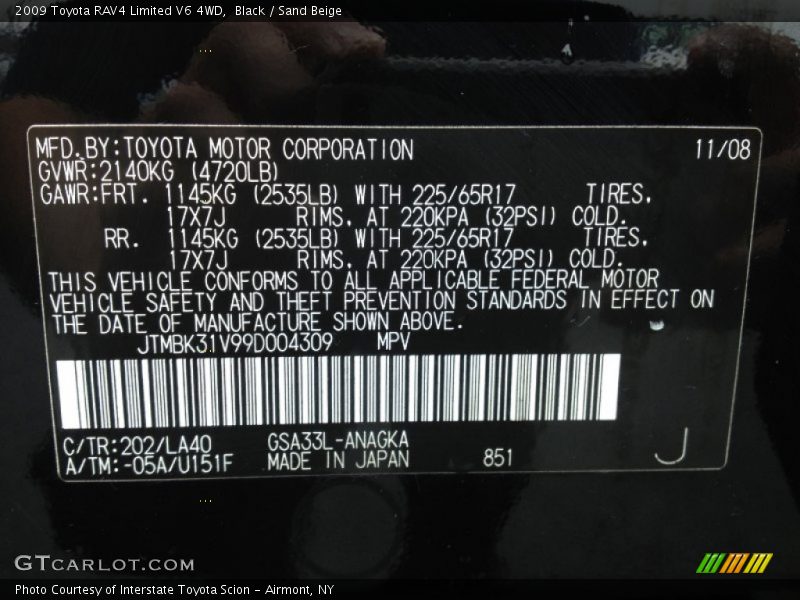 2009 Toyota RAV4 Limited V6 4WD,  Black / Sand Beige
MFD.BY:TOYOTA MOTOR CORPORATION 11/08
GVWR:2140KG (4720LB)
GAWR:FRT. 1145KG (2535LB) WITH 225/65R17 TIRES.
17X7J RIMS. AT 220KPA (32PSI) COLD.
RR. 1145KG (2535LB) WITH 225/65R17 TIRES.
17X7J RIMS. AT 220KPA (32PSI) COLD.
THIS VEHICLE CONFORMS TO ALL APPLICABLE FEDERAL MOTOR
VEHICLE SAFETY AND THEFT PREVENTION STANDARDS IN EFFECT ON
THE DATE OF MANUFACTURE SHOWN ABOVE.
JTMBK31V99D004309 MPV
C/TR:202/LA40 GSA33L-ANAGKA
A/TM:-05A/U151F MADE IN JAPAN 851 J
GTCARLOT.COM
Photo Courtesy of Interstate Toyota Scion - Airmont, NY